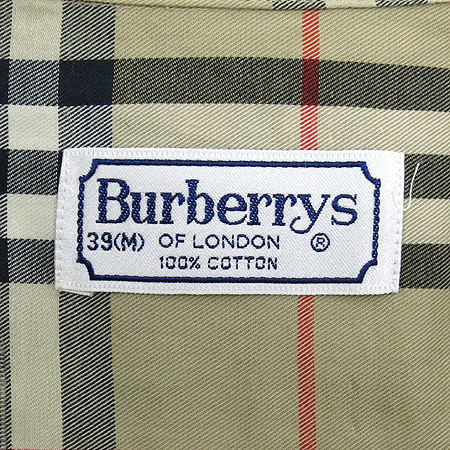 Burberrys
39(M) OF LONDON ®
100% COTTON